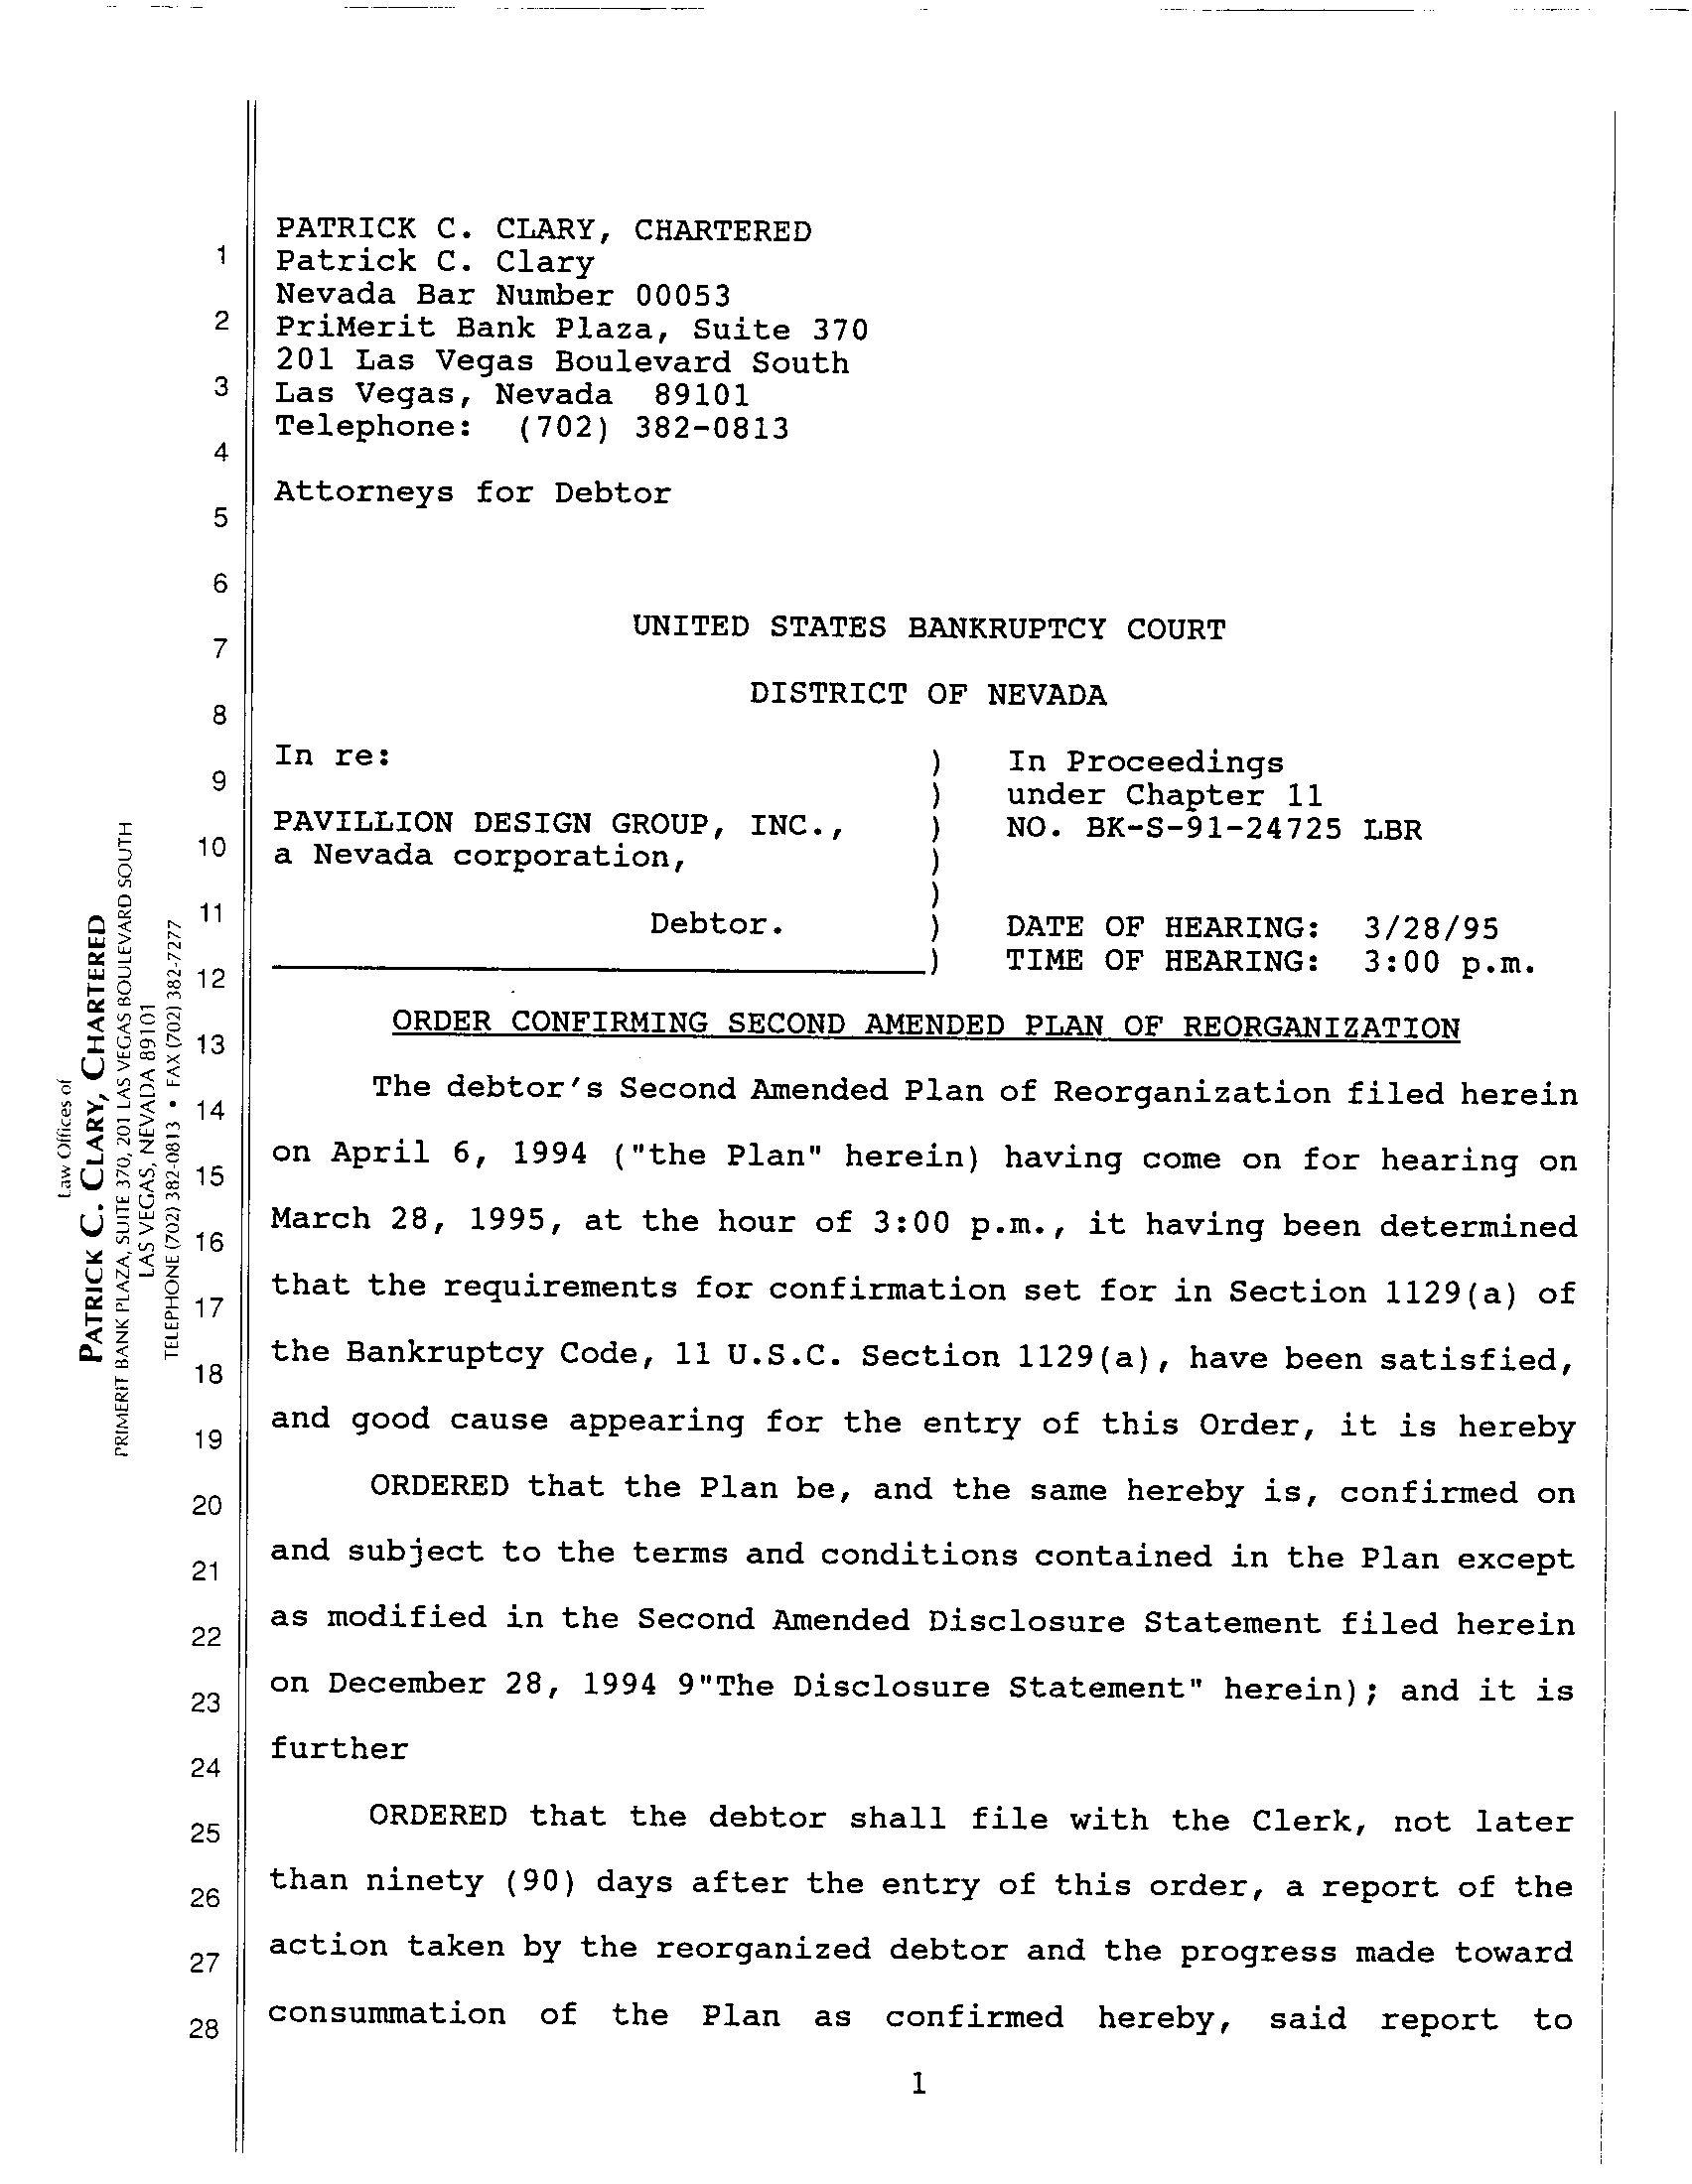 PATRICK C. CLARY, CHARTERED
1 Patrick C. Clary
Nevada Bar Number 00053
2 PriMerit Bank Plaza, Suite 370
201 Las Vegas Boulevard South
3 Las Vegas, Nevada 89101
Telephone: (702) 382-0813
4
Attorneys for Debtor
5
6
UNITED STATES BANKRUPTCY COURT
7
DISTRICT OF NEVADA
8
In re: ) In Proceedings
9 ) under Chapter 11
PAVILLION DESIGN GROUP, INC., ) NO. BK-S-91-24725 LBR
10 a Nevada corporation, )
)
11 Debtor. ) DATE OF HEARING: 3/28/95
12 ) TIME OF HEARING: 3:00 p.m.
ORDER CONFIRMING SECOND AMENDED PLAN OF REORGANIZATION
13
The debtor's Second Amended Plan of Reorganization filed herein
14
on April 6, 1994 ("the Plan" herein) having come on for hearing on
15
March 28, 1995, at the hour of 3:00 p.m., it having been determined
16
that the requirements for confirmation set for in Section 1129(a) of
17
the Bankruptcy Code, 11 U.S.C. Section 1129(a), have been satisfied,
18
and good cause appearing for the entry of this Order, it is hereby
19
ORDERED that the Plan be, and the same hereby is, confirmed on
20
and subject to the terms and conditions contained in the Plan except
21
as modified in the Second Amended Disclosure Statement filed herein
22
on December 28, 1994 9"The Disclosure Statement" herein); and it is
23
further
24
ORDERED that the debtor shall file with the Clerk, not later
25
than ninety (90) days after the entry of this order, a report of the
26
action taken by the reorganized debtor and the progress made toward
27
consummation of the Plan as confirmed hereby, said report to
28
1
Law Offices of
PATRICK C. CLARY, CHARTERED
PRIMERIT BANK PLAZA, SUITE 370, 201 LAS VEGAS BOULEVARD SOUTH
LAS VEGAS, NEVADA 89101
TELEPHONE (702) 382-0813 • FAX (702) 382-7277